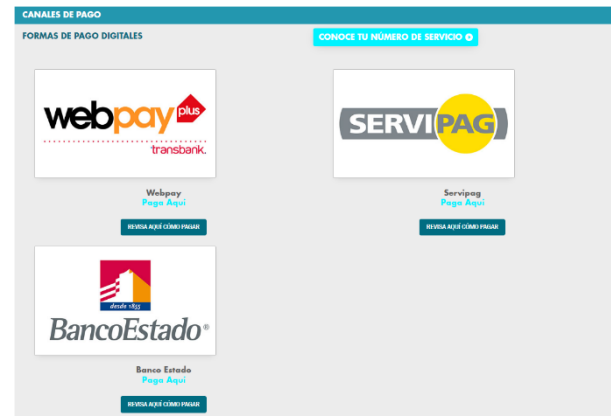 CANALES DE PAGO
FORMAS DE PAGO DIGITALES
CONOCE TU NÚMERO DE SERVICIO
webpay plus
transbank.
Webpay
Paga Aquí
REVISA AQUÍ CÓMO PAGAR
SERVIPAG
Servipag
Paga Aquí
REVISA AQUÍ CÓMO PAGAR
desde 1855
BancoEstado®
Banco Estado
Paga Aquí
REVISA AQUÍ CÓMO PAGAR